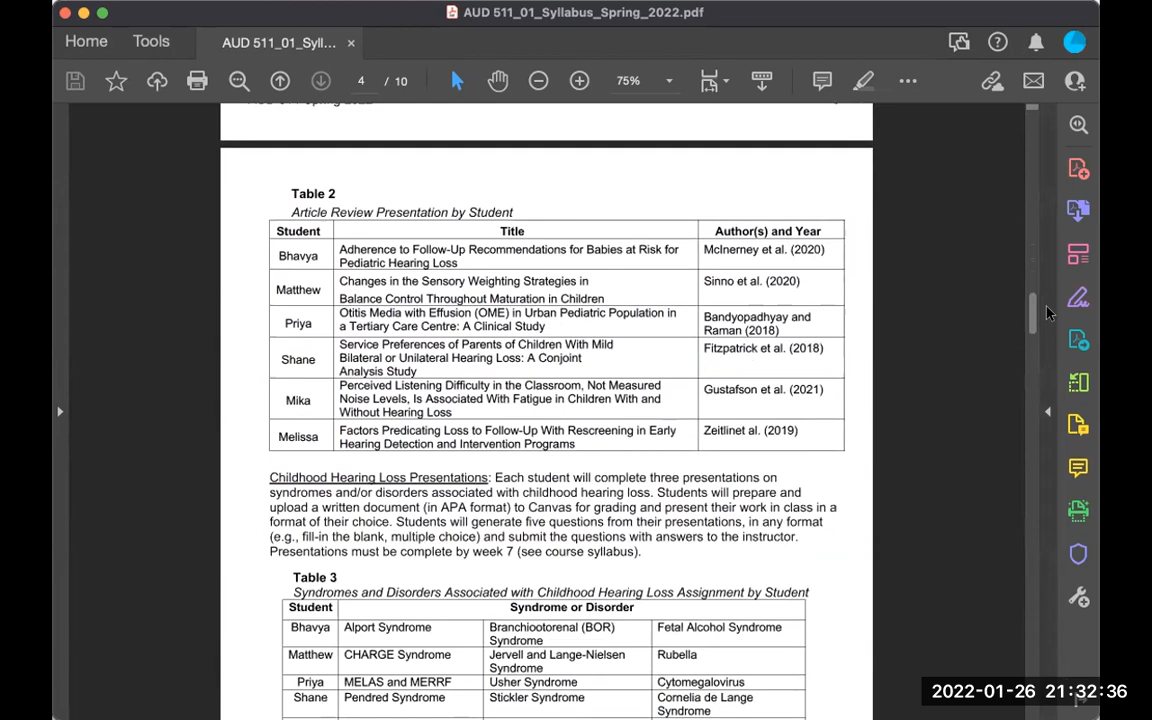 AUD 511_01_Syllabus_Spring_2022.pdf
Home Tools AUD 511_01_Syll... ×
4 / 10 75%
Table 2
Article Review Presentation by Student
Student Title Author(s) and Year
Bhavya Adherence to Follow-Up Recommendations for Babies at Risk for McInerney et al. (2020)
Pediatric Hearing Loss
Matthew Changes in the Sensory Weighting Strategies in Sinno et al. (2020)
Balance Control Throughout Maturation in Children
Priya Otitis Media with Effusion (OME) in Urban Pediatric Population in Bandyopadhyay and
a Tertiary Care Centre: A Clinical Study Raman (2018)
Shane Service Preferences of Parents of Children With Mild Fitzpatrick et al. (2018)
Bilateral or Unilateral Hearing Loss: A Conjoint
Analysis Study
Mika Perceived Listening Difficulty in the Classroom, Not Measured Gustafson et al. (2021)
Noise Levels, Is Associated With Fatigue in Children With and
Without Hearing Loss
Melissa Factors Predicating Loss to Follow-Up With Rescreening in Early Zeitlinet al. (2019)
Hearing Detection and Intervention Programs
Childhood Hearing Loss Presentations: Each student will complete three presentations on
syndromes and/or disorders associated with childhood hearing loss. Students will prepare and
upload a written document (in APA format) to Canvas for grading and present their work in class in a
format of their choice. Students will generate five questions from their presentations, in any format
(e.g., fill-in the blank, multiple choice) and submit the questions with answers to the instructor.
Presentations must be complete by week 7 (see course syllabus).
Table 3
Syndromes and Disorders Associated with Childhood Hearing Loss Assignment by Student
Student Syndrome or Disorder
Bhavya Alport Syndrome Branchiootorenal (BOR) Fetal Alcohol Syndrome
Syndrome
Matthew CHARGE Syndrome Jervell and Lange-Nielsen Rubella
Syndrome
Priya MELAS and MERRF Usher Syndrome Cytomegalovirus
Shane Pendred Syndrome Stickler Syndrome Cornelia de Lange
Syndrome
2022-01-26 21:32:36